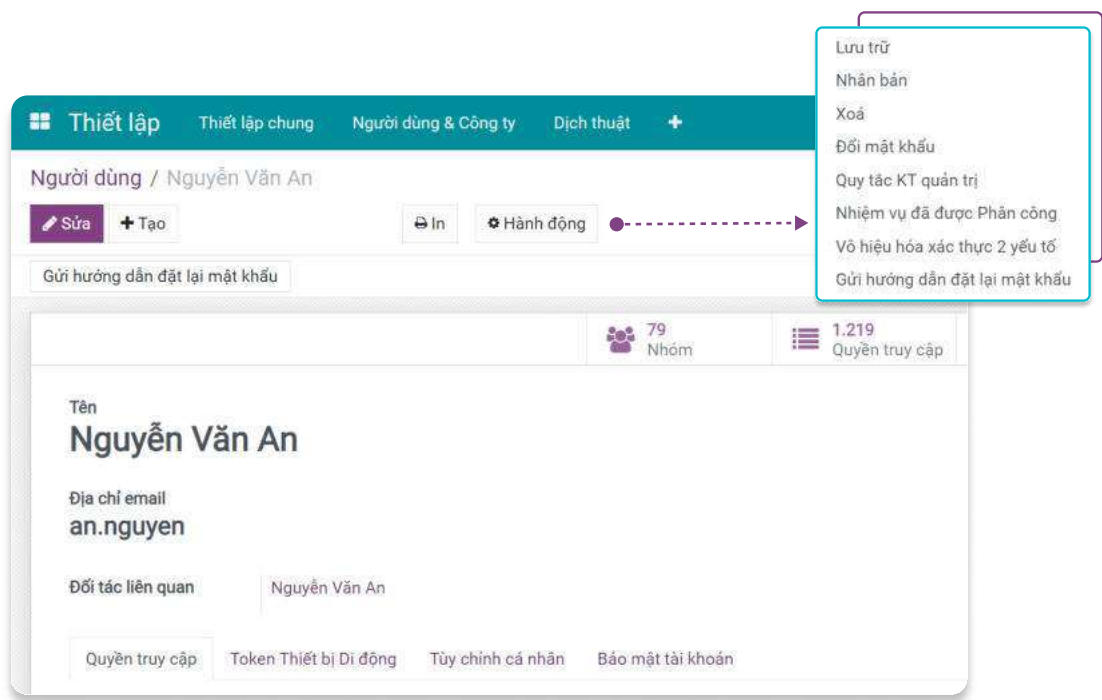 Lưu trữ
Nhân bản
Xoá
Đổi mật khẩu
Quy tắc KT quản trị
Nhiệm vụ đã được Phân công
Vô hiệu hóa xác thực 2 yếu tố
Gửi hướng dẫn đặt lại mật khẩu
Thiết lập Thiết lập chung Người dùng & Công ty Dịch thuật +
Người dùng / Nguyễn Văn An
Sửa + Tạo In Hành động
Gửi hướng dẫn đặt lại mật khẩu
79 1.219
Nhóm Quyền truy cập
Tên
Nguyễn Văn An
Địa chỉ email
an.nguyen
Đối tác liên quan Nguyễn Văn An
Quyền truy cập Token Thiết bị Di động Tùy chỉnh cá nhân Bảo mật tài khoản